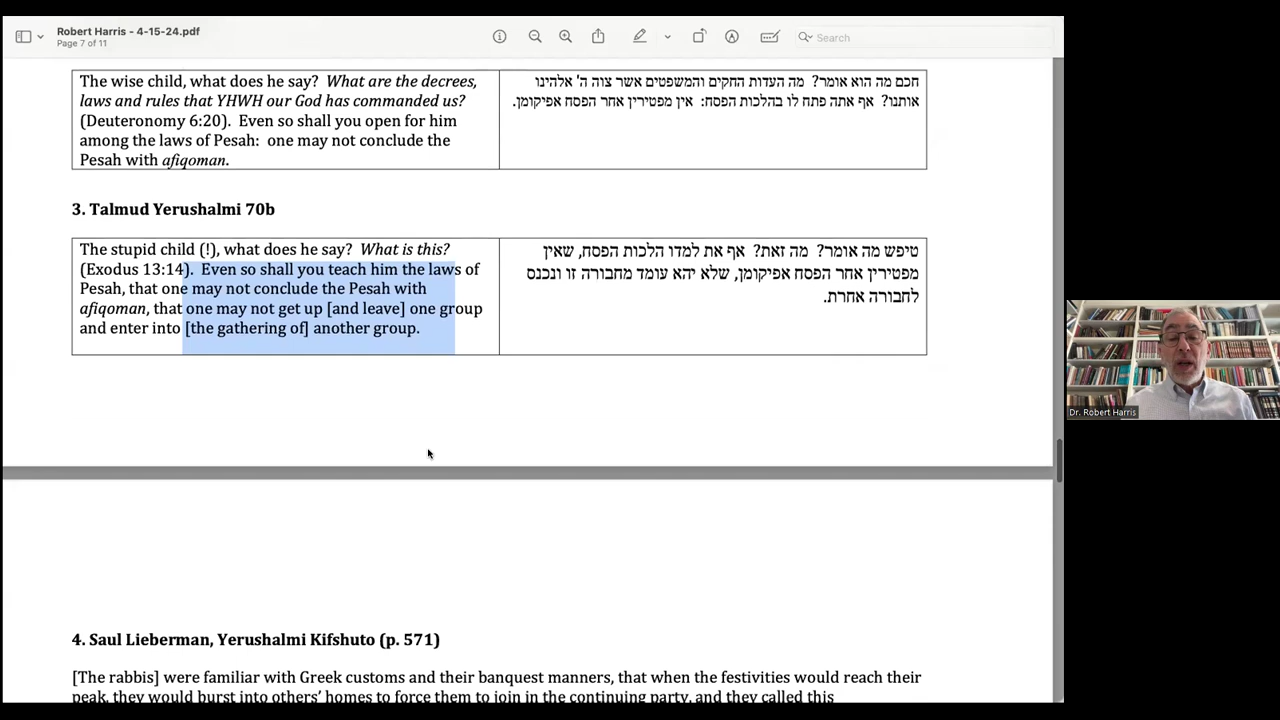 Robert Harris - 4-15-24.pdf
Page 7 of 11
Search
The wise child, what does he say? What are the decrees,
laws and rules that YHWH our God has commanded us?
(Deuteronomy 6:20). Even so shall you open for him
among the laws of Pesah: one may not conclude the
Pesah with afiqoman.
חכם מה הוא אומר? מה העדות החקים והמשפטים אשר צוה ה' אלהינו
אותנו? אף אתה פתח לו בהלכות הפסח: אין מפטירין אחר הפסח אפיקומן.
3. Talmud Yerushalmi 70b
The stupid child (!), what does he say? What is this?
(Exodus 13:14). Even so shall you teach him the laws of
Pesah, that one may not conclude the Pesah with
afiqoman, that one may not get up [and leave] one group
and enter into [the gathering of] another group.
טיפש מה אומר? מה זאת? אף את למדו הלכות הפסח, שאין
מפטירין אחר הפסח אפיקומן, שלא יהא עומד מחבורה זו ונכנס
לחבורה אחרת.
4. Saul Lieberman, Yerushalmi Kifshuto (p. 571)
[The rabbis] were familiar with Greek customs and their banquest manners, that when the festivities would reach their
peak, they would burst into others' homes to force them to join in the continuing party, and they called this
Dr. Robert Harris